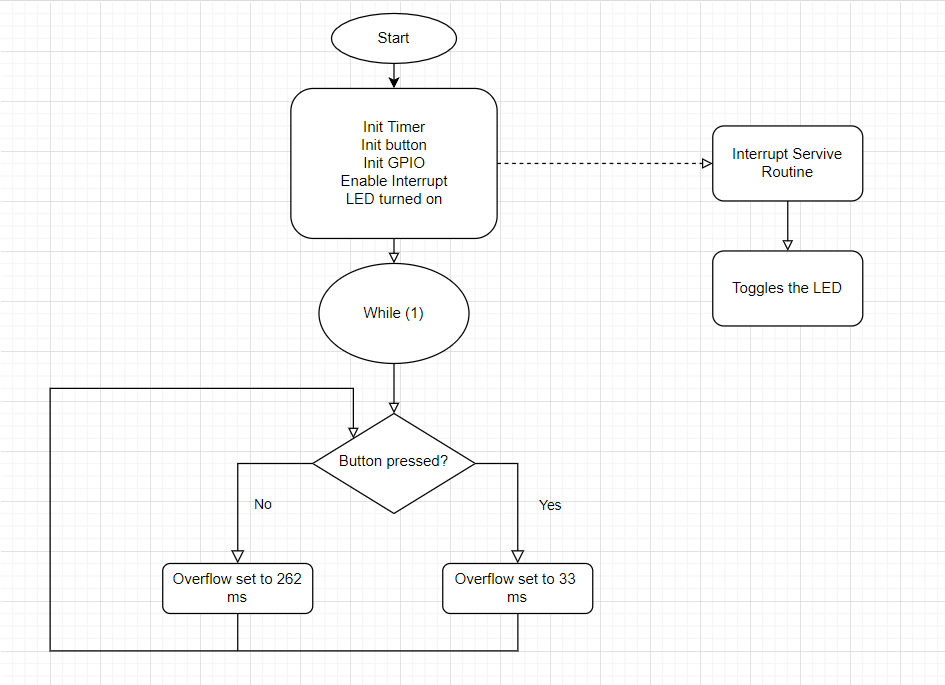 Start
Init Timer
Init button
Init GPIO
Enable Interrupt
LED turned on
Interrupt Servive
Routine
Toggles the LED
While (1)
Button pressed?
No
Yes
Overflow set to 262
ms
Overflow set to 33
ms